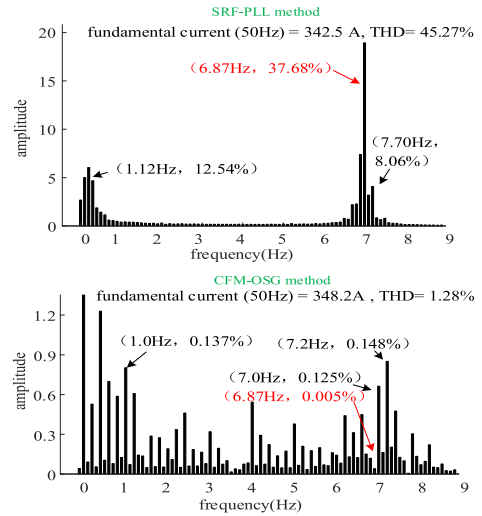 SRF-PLL method
fundamental current (50Hz) = 342.5 A, THD= 45.27%
(6.87Hz, 37.68%)
(7.70Hz,
8.06%)
(1.12Hz, 12.54%)
20
15
10
5
0
amplitude
0 1 2 3 4 5 6 7 8 9
frequency(Hz)
CFM-OSG method
fundamental current (50Hz) = 348.2A , THD= 1.28%
(1.0Hz, 0.137%)
(7.2Hz, 0.148%)
(7.0Hz, 0.125%)
(6.87Hz, 0.005%)
1.2
0.9
0.6
0.3
0
amplitude
0 1 2 3 4 5 6 7 8 9
frequency(Hz)